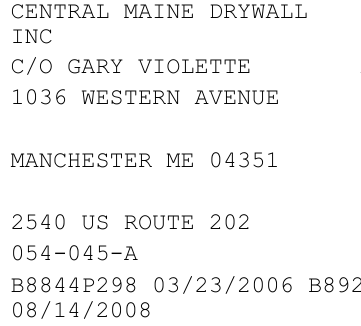 CENTRAL MAINE DRYWALL
INC
C/O GARY VIOLETTE
1036 WESTERN AVENUE
MANCHESTER ME 04351
2540 US ROUTE 202
054-045-A
B8844P298 03/23/2006 B892
08/14/2008